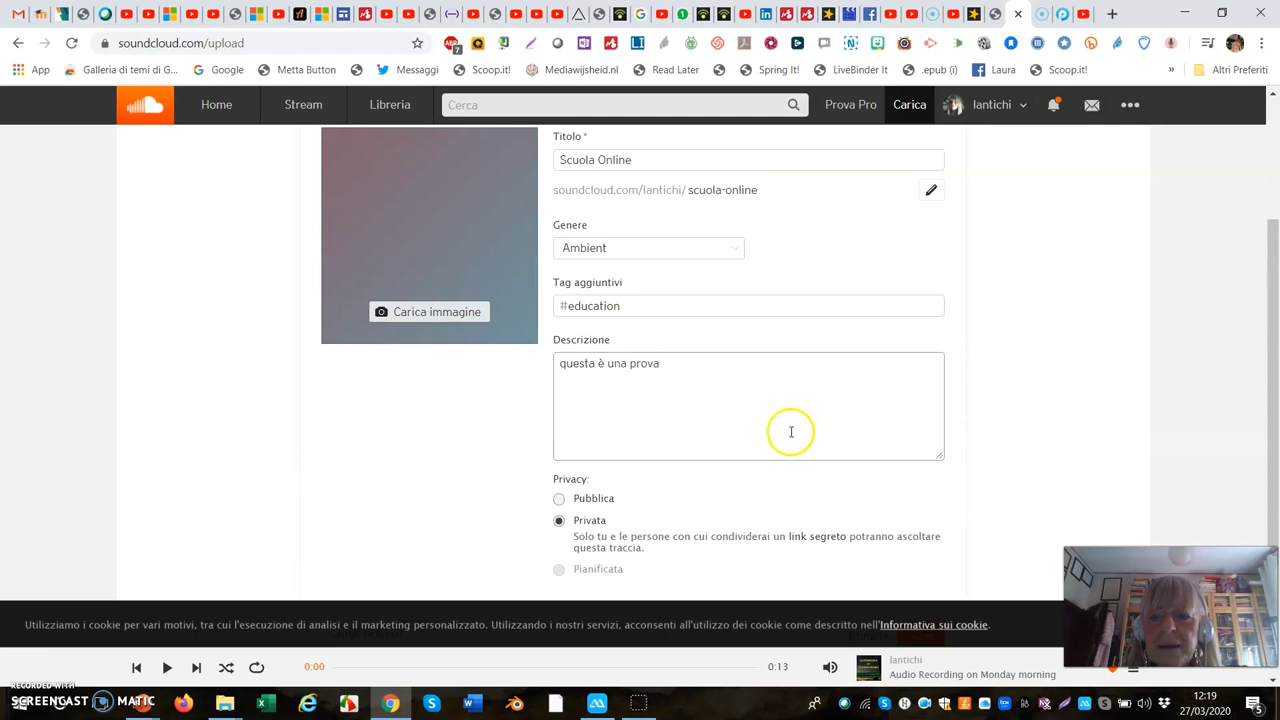 soundcloud.com/upload
App
Galleria di temi di G...
Google
Metta Button
Messaggi
Scoop.it!
Mediawijsheid.nl
Read Later
Spring It!
LiveBinder It
.epub (i)
Laura
Scoop.it!
»
Altri Preferiti
Home
Stream
Libreria
Cerca
Prova Pro
Carica
lantichi
Titolo *
Scuola Online
soundcloud.com/lantichi/ scuola-online
Genere
Ambient
Tag aggiuntivi
#education
Carica immagine
Descrizione
questa è una prova
Privacy:
Pubblica
Privata
Solo tu e le persone con cui condividerai un link segreto potranno ascoltare
questa traccia.
Pianificata
Utilizziamo i cookie per vari motivi, tra cui l'esecuzione di analisi e il marketing personalizzato. Utilizzando i nostri servizi, acconsenti all'utilizzo dei cookie come descritto nell'Informativa sui cookie.
0:00
0:13
lantichi
Audio Recording on Monday morning
RECORDED WITH
SCREENCAST MATIC
12:19
27/03/2020